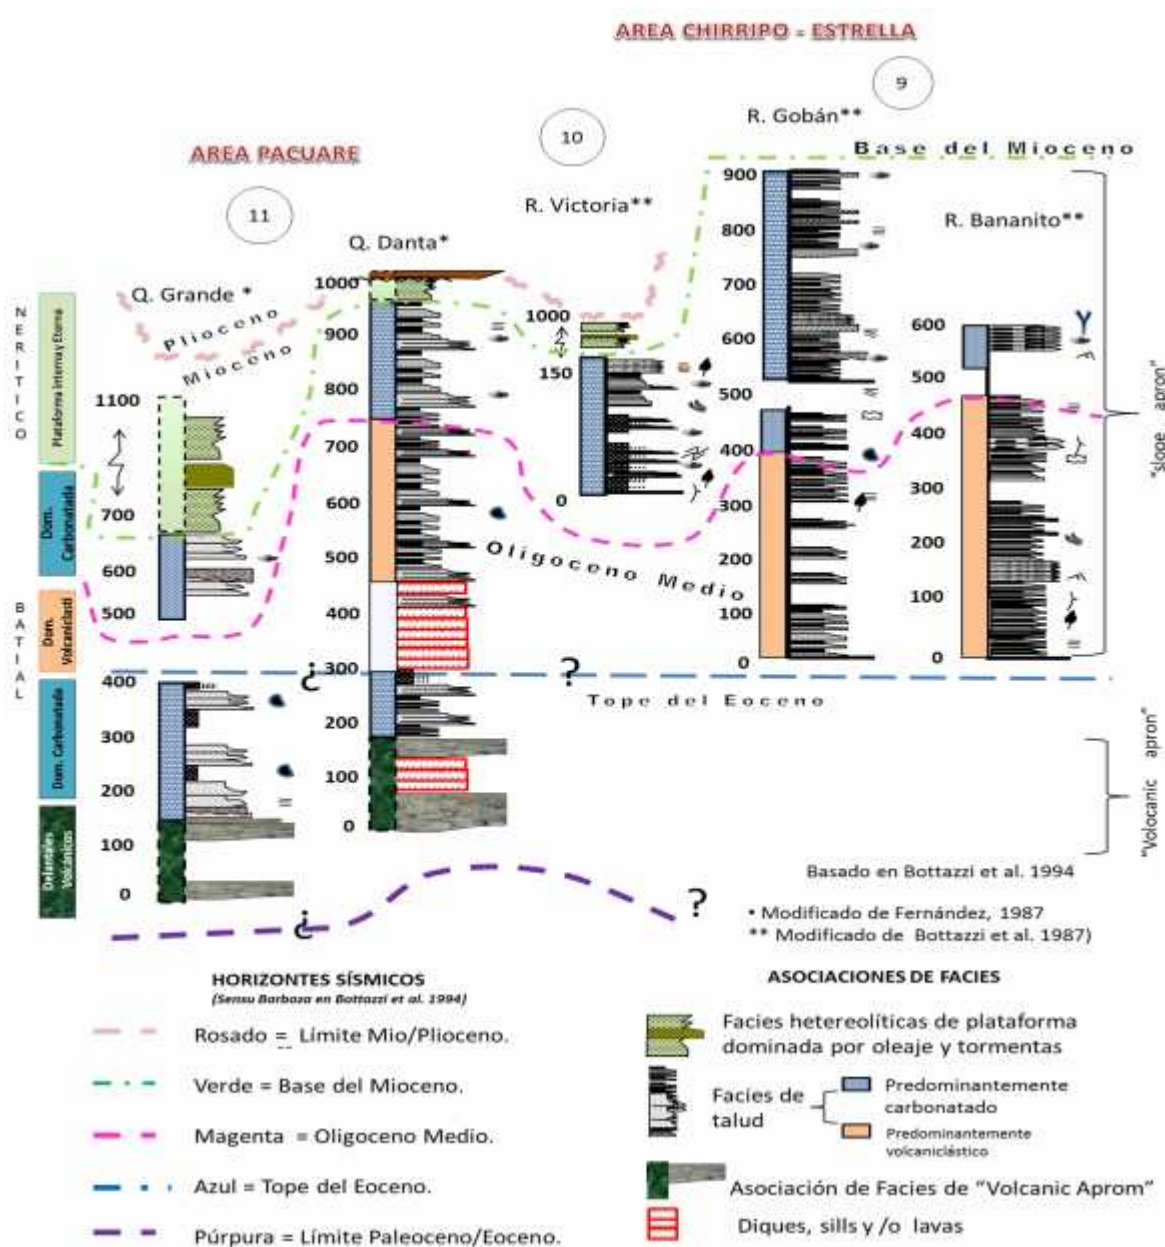 AREA CHIRRIPO - ESTRELLA
9
R. Gobán**
10
Base del Mioceno
AREA PACUARE
11
R. Victoria**
R. Bananito**
Q. Danta*
Q. Grande *
Plioceno
Mioceno
NERITICO
Plataforma Interna y Eterna
Dom. Carbonatada
BATIAL
Dom. Volcaniclasti
Dom. Carbonatada
Delantales Volcánicos
1100
700
600
500
400
300
200
100
0
1000
900
800
700
600
500
400
300
200
100
0
1000
150
0
900
800
700
600
500
400
300
200
100
0
600
500
400
300
200
100
0
Oligoceno Medio
¿
?
Tope del Eoceno
"slope apron"
"Volocanic apron"
¿
?
Basado en Bottazzi et al. 1994
• Modificado de Fernández, 1987
** Modificado de Bottazzi et al. 1987)
HORIZONTES SÍSMICOS
(Sensu Barboza en Bottazzi et al. 1994)
Rosado = Límite Mio/Plioceno.
Verde = Base del Mioceno.
Magenta = Oligoceno Medio.
Azul = Tope del Eoceno.
Púrpura = Límite Paleoceno/Eoceno.
ASOCIACIONES DE FACIES
Facies hetereolíticas de plataforma
dominada por oleaje y tormentas
Facies de
talud
Predominantemente
carbonatado
Predominantemente
volcaniclástico
Asociación de Facies de "Volcanic Aprom"
Diques, sills y /o lavas